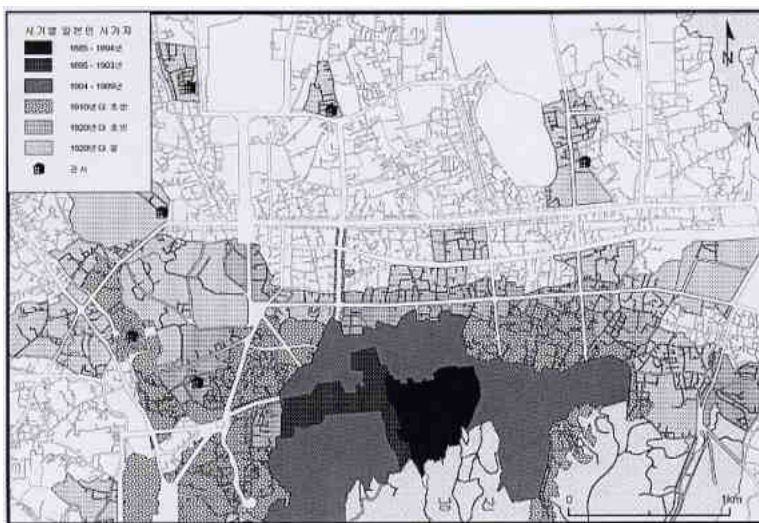 시기별 일본인 시가지
1885 - 1894년
1895 - 1903년
1904 - 1909년
1910년대 초반
1920년대 초반
1920년대 말
관사
N
남 산
0 1km